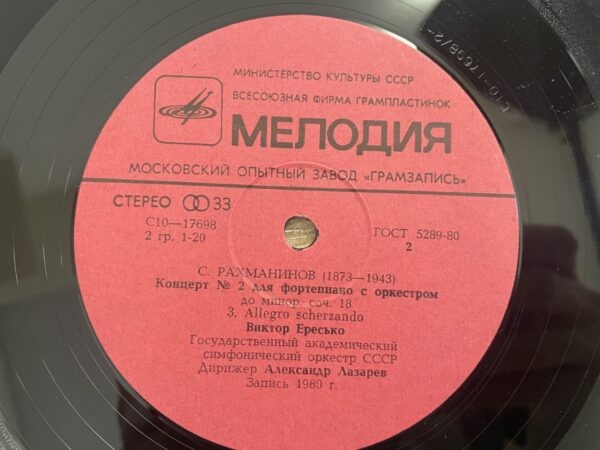 МИНИСТЕРСТВО КУЛЬТУРЫ СССР
ВСЕСОЮЗНАЯ ФИРМА ГРАМПЛАСТИНОК
МЕЛОДИЯ
МОСКОВСКИЙ ОПЫТНЫЙ ЗАВОД «ГРАМЗАПИСЬ»
СТЕРЕО 33
С10—17698
2 гр. 1-20
ГОСТ 5289-80
2
С. РАХМАНИНОВ (1873—1943)
Концерт № 2 для фортепиано с оркестром
до минор, соч. 18
3. Allegro scherzando
Виктор Ересько
Государственный академический
симфонический оркестр СССР
Дирижер Александр Лазарев
Запись 1980 г.